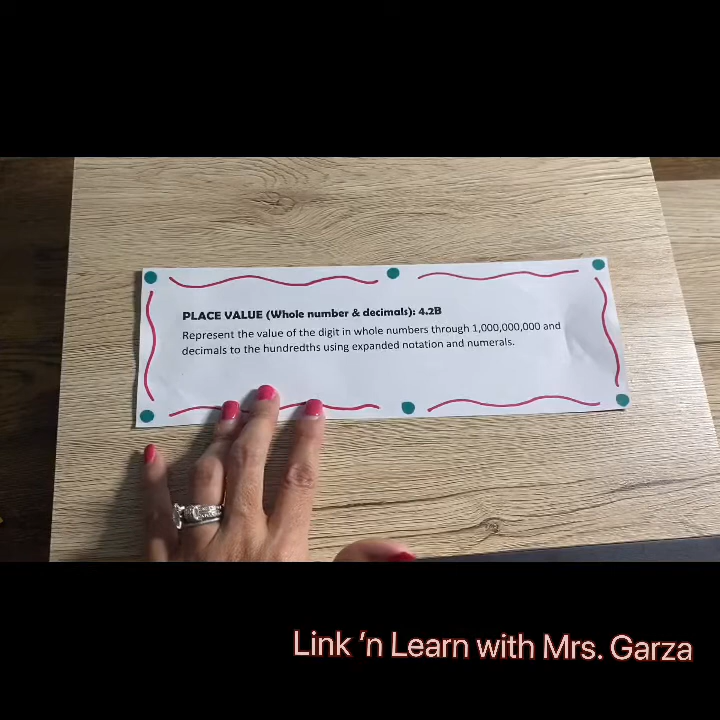 PLACE VALUE (Whole number & decimals): 4.2B
Represent the value of the digit in whole numbers through 1,000,000,000 and
decimals to the hundredths using expanded notation and numerals.
Link ‘n Learn with Mrs. Garza